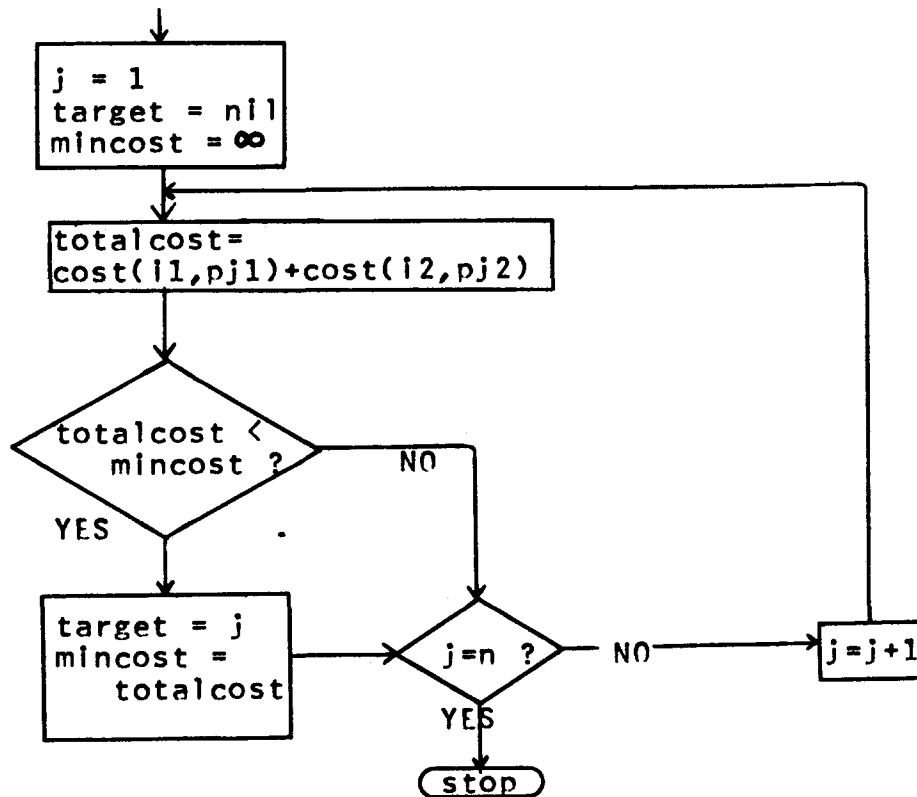 j = 1
target = nil
mincost = ∞
totalcost=
cost(i1,pj1)+cost(i2,pj2)
totalcost <
mincost ?
NO
YES
target = j
mincost =
totalcost
j=n ?
NO
j=j+1
YES
stop